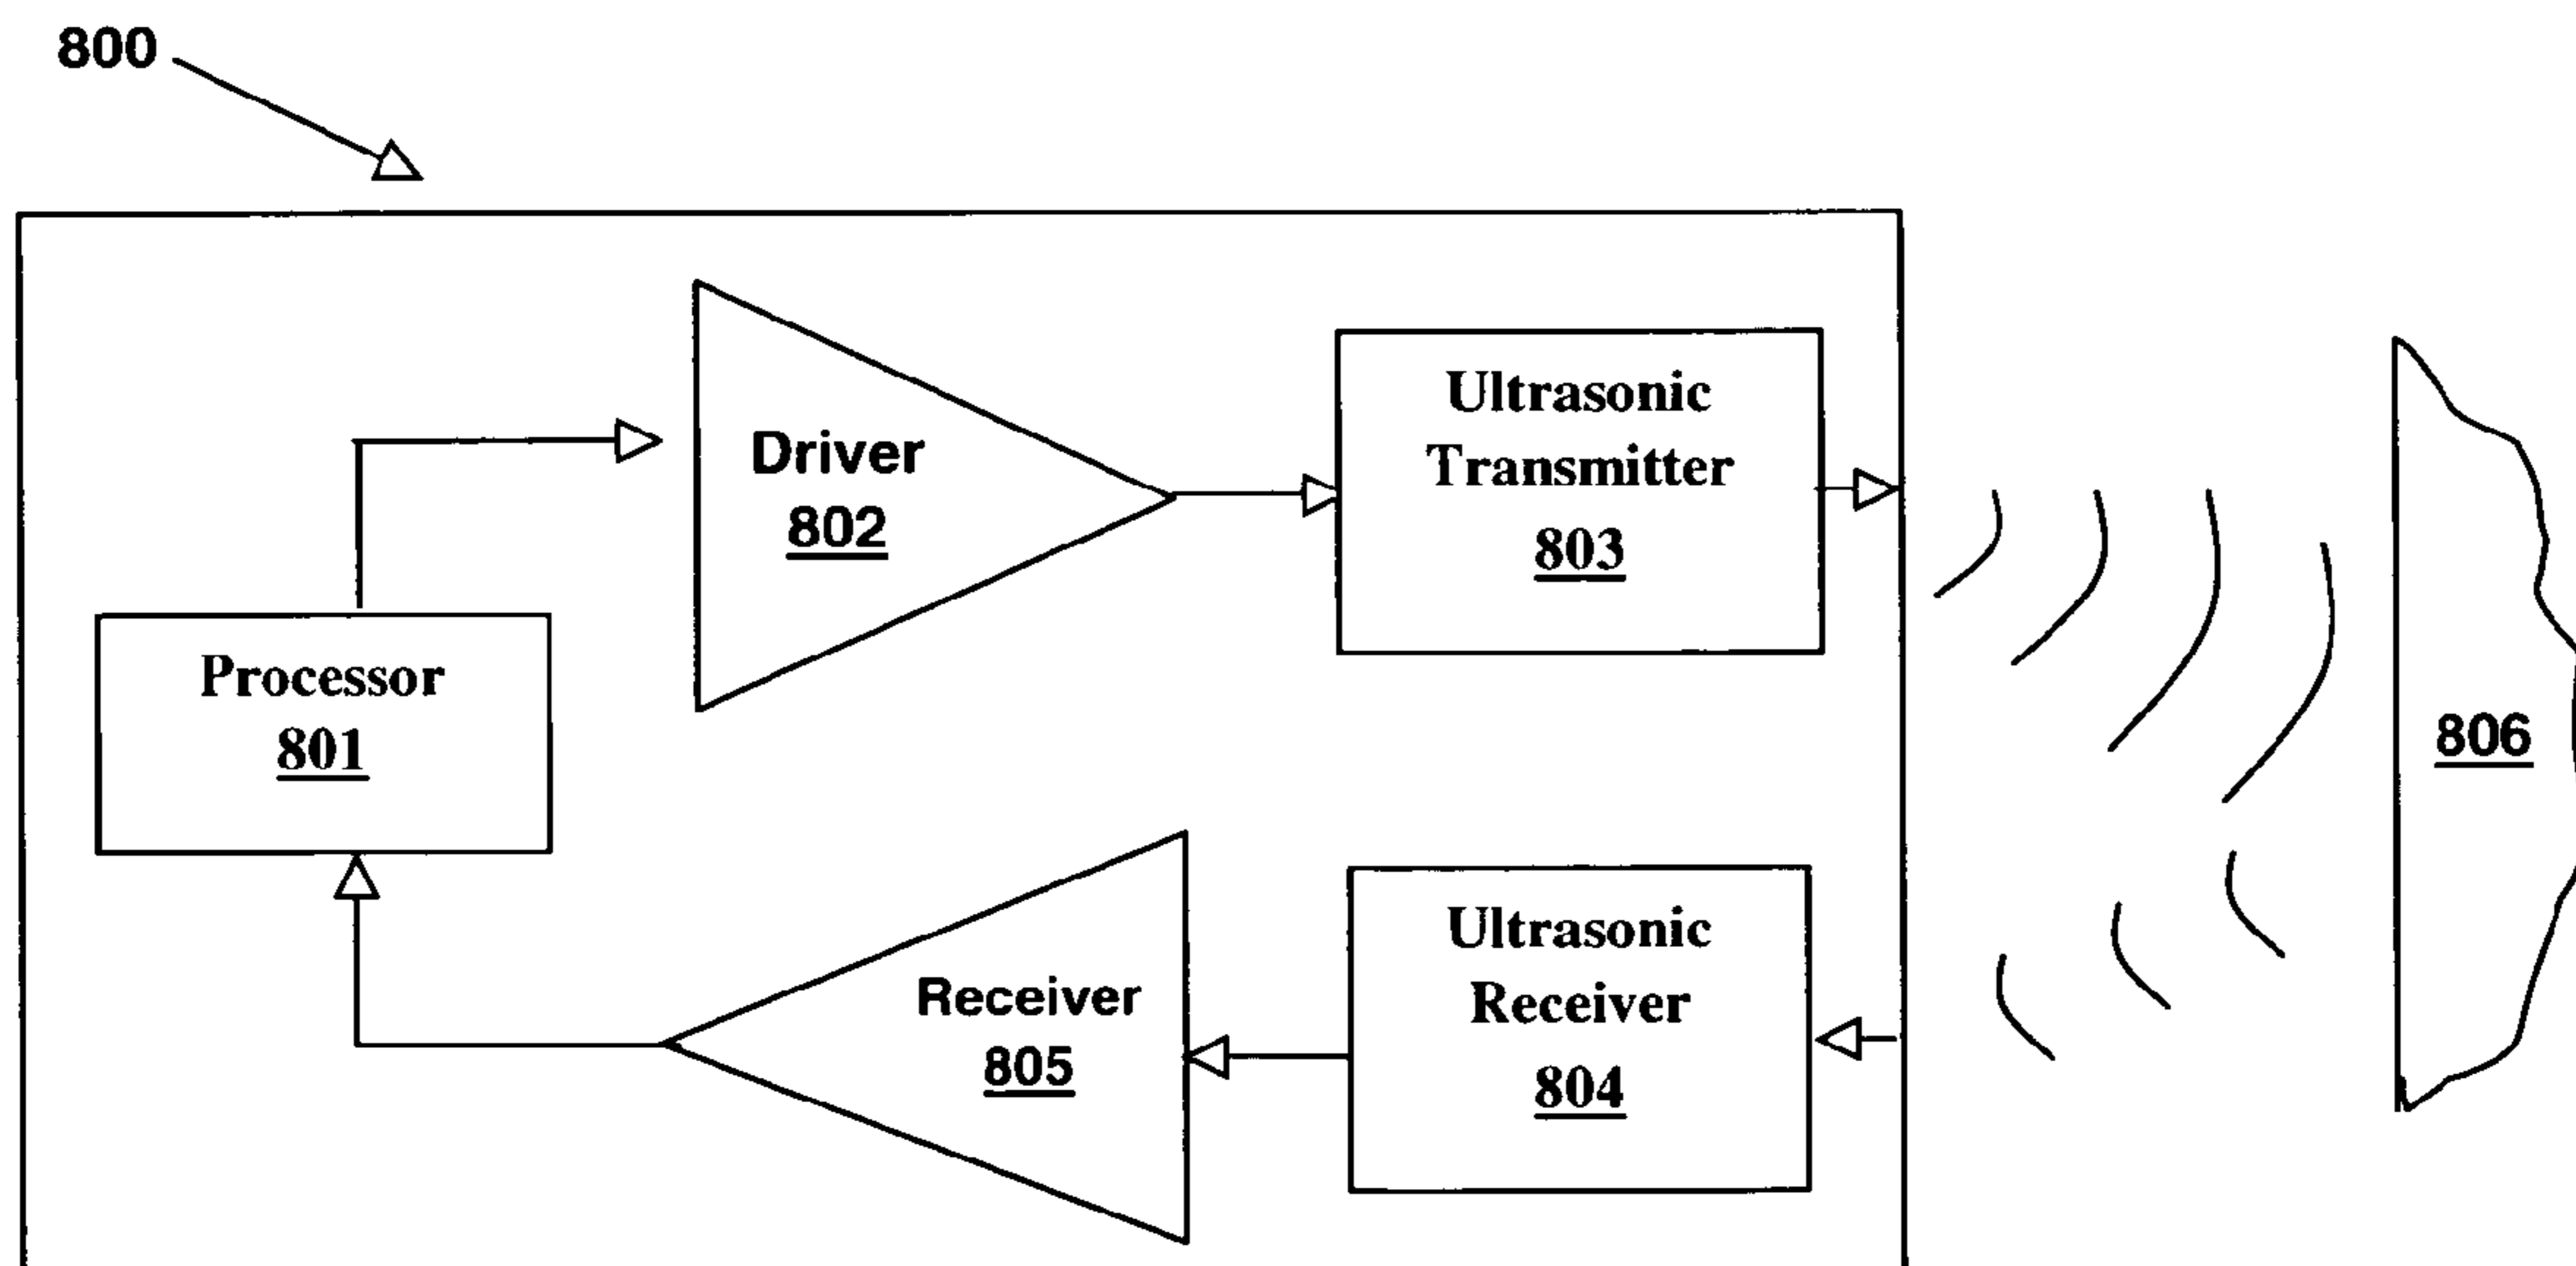 800
Driver
802
Ultrasonic
Transmitter
803
Processor
801
806
Receiver
805
Ultrasonic
Receiver
804